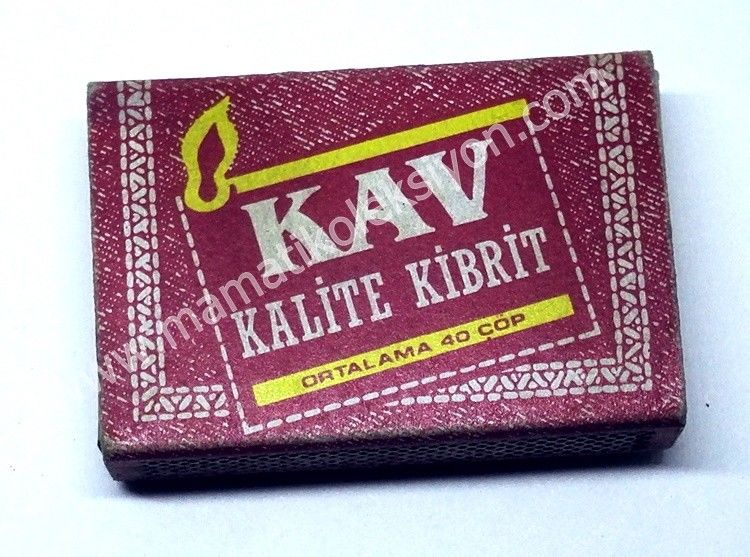 KAV
KALİTE KİBRİT
ORTALAMA 40 ÇÖP
www.mamatikoleksiyon.com